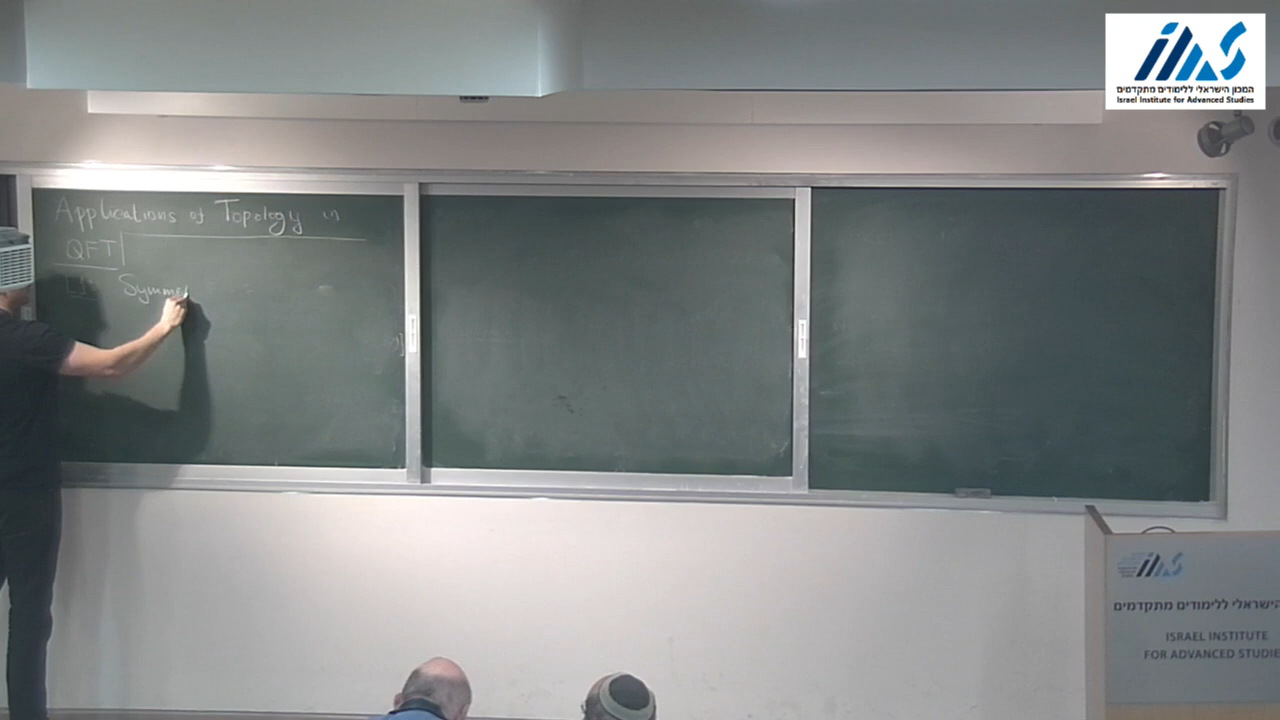 המכון הישראלי ללימודים מתקדמים
Israel Institute for Advanced Studies
Applications of Topology in
QFT
Symme
הישראלי ללימודים מתקדמים
ISRAEL INSTITUTE
FOR ADVANCED STUDIE